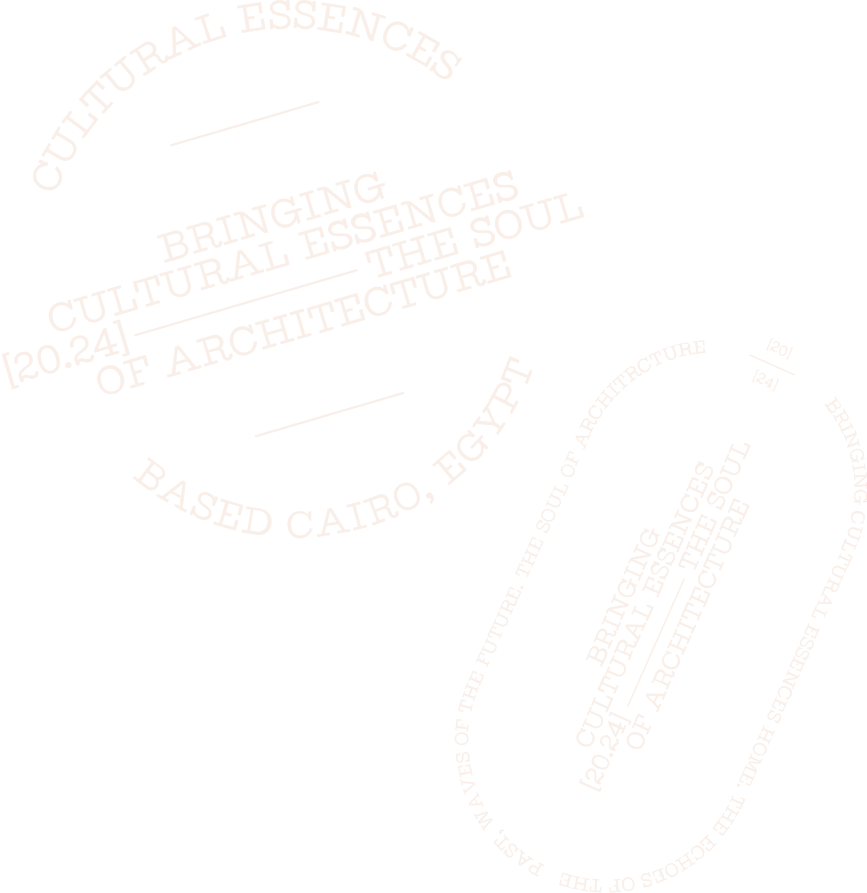 CULTURAL ESSENCES
BRINGING
CULTURAL ESSENCES
[20.24] THE SOUL
OF ARCHITECTURE
BASED CAIRO, EGYPT
[20]
[24]
BRINGING CULTURAL ESSENCES HOME. THE ECHOES OF THE PAST, WAVES OF THE FUTURE. THE SOUL OF ARCHITRCTURE
BRINGING
CULTURAL ESSENCES
[20.24] THE SOUL
OF ARCHITECTURE